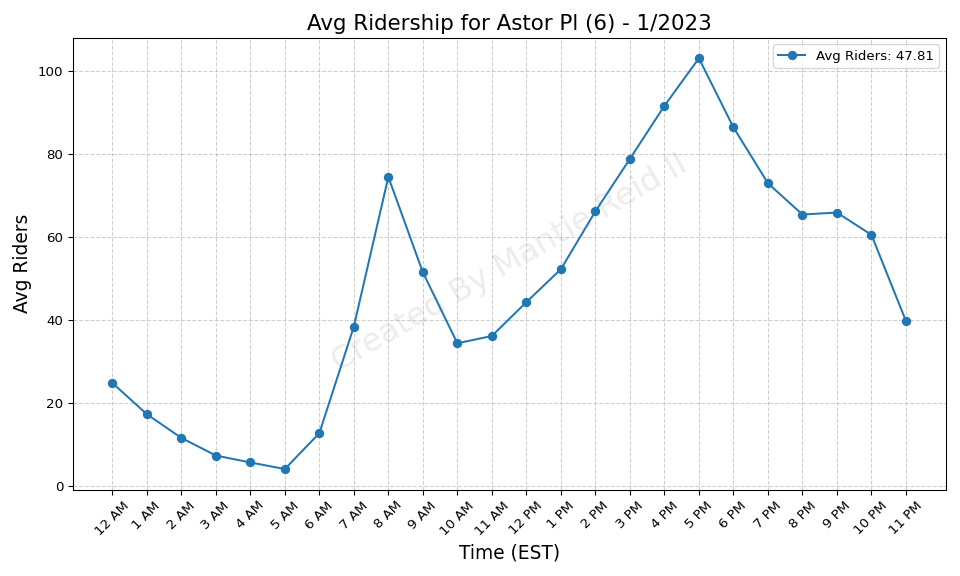 Avg Ridership for Astor Pl (6) - 1/2023
Avg Riders: 47.81
100
80
60
40
20
0
Avg Riders
Created By Mantie Reid II
12 AM
1 AM
2 AM
3 AM
4 AM
5 AM
6 AM
7 AM
8 AM
9 AM
10 AM
11 AM
12 PM
1 PM
2 PM
3 PM
4 PM
5 PM
6 PM
7 PM
8 PM
9 PM
10 PM
11 PM
Time (EST)